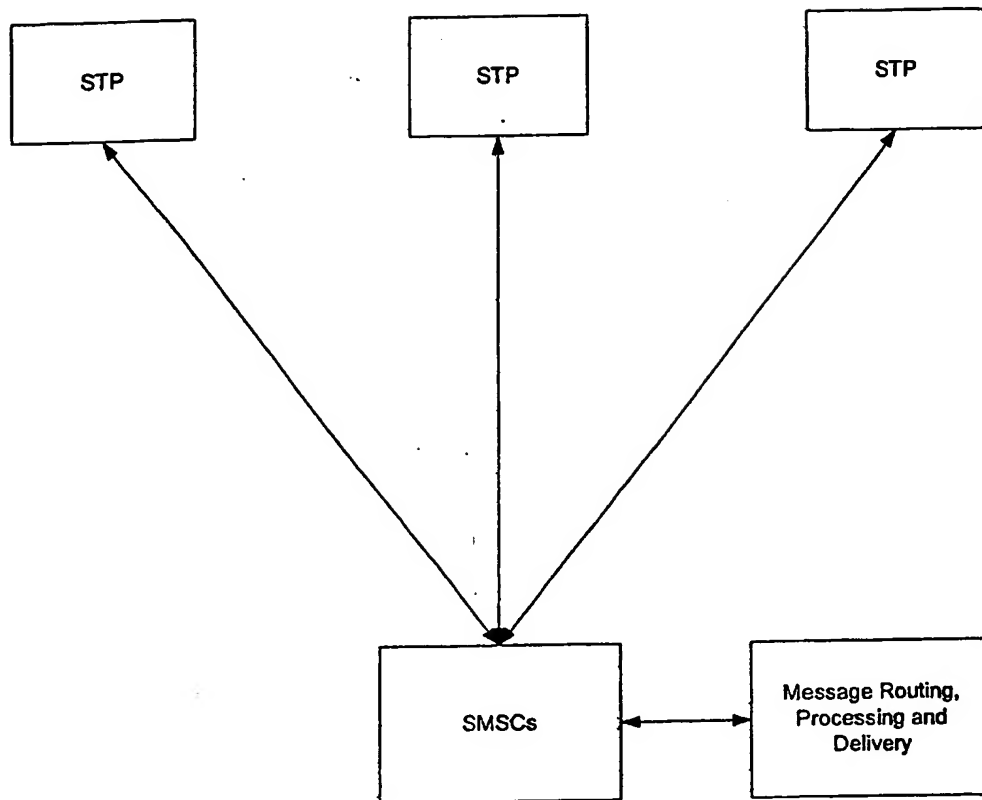 STP
STP
STP
SMSCs
Message Routing,
Processing and
Delivery